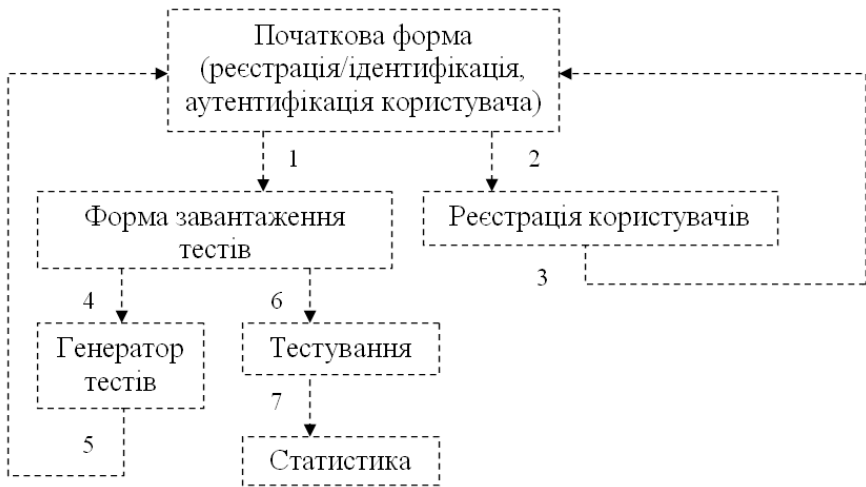 Початкова форма
(реєстрація/ідентифікація,
аутентифікація користувача)
1
2
Форма завантаження
тестів
Реєстрація користувачів
3
4
6
Генератор
тестів
Тестування
5
7
Статистика